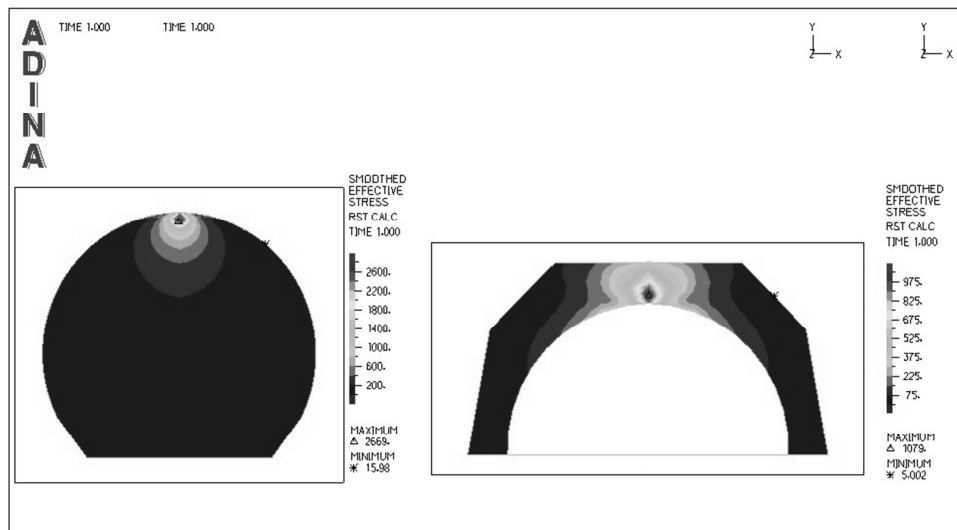 ADINA
TIME 1.000
TIME 1.000
Y
Z X
Y
Z X
SMOOTHED
EFFECTIVE
STRESS
RST CALC
TIME 1.000
2600.
2200.
1800.
1400.
1000.
600.
200.
MAXIMUM
△ 2669.
MINIMUM
* 15.98
SMOOTHED
EFFECTIVE
STRESS
RST CALC
TIME 1.000
975.
825.
675.
525.
375.
225.
75.
MAXIMUM
△ 1079.
MINIMUM
* 5.002